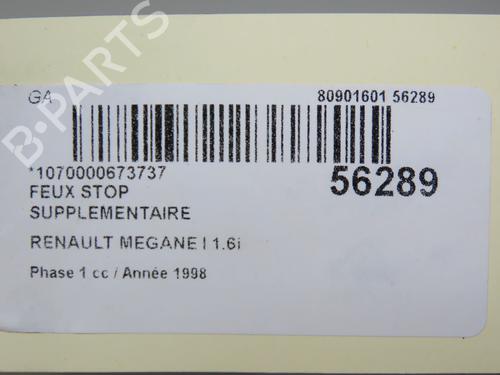 GA
80901601 56289
*1070000673737
56289
FEUX STOP
SUPPLEMENTAIRE
RENAULT MEGANE I 1.6i
Phase 1 cc / Année 1998
B-PARTS